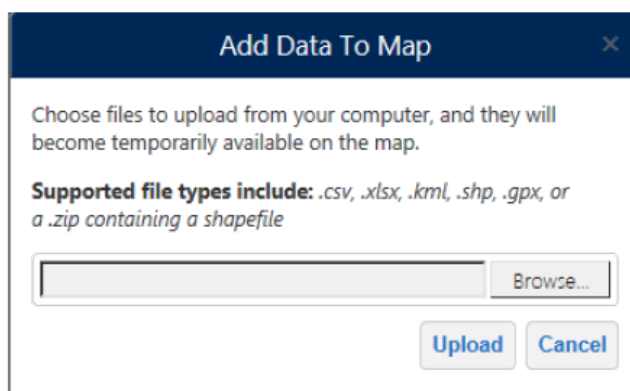 Add Data To Map ×
Choose files to upload from your computer, and they will
become temporarily available on the map.
Supported file types include: .csv, .xlsx, .kml, .shp, .gpx, or
a .zip containing a shapefile
Browse...
Upload Cancel